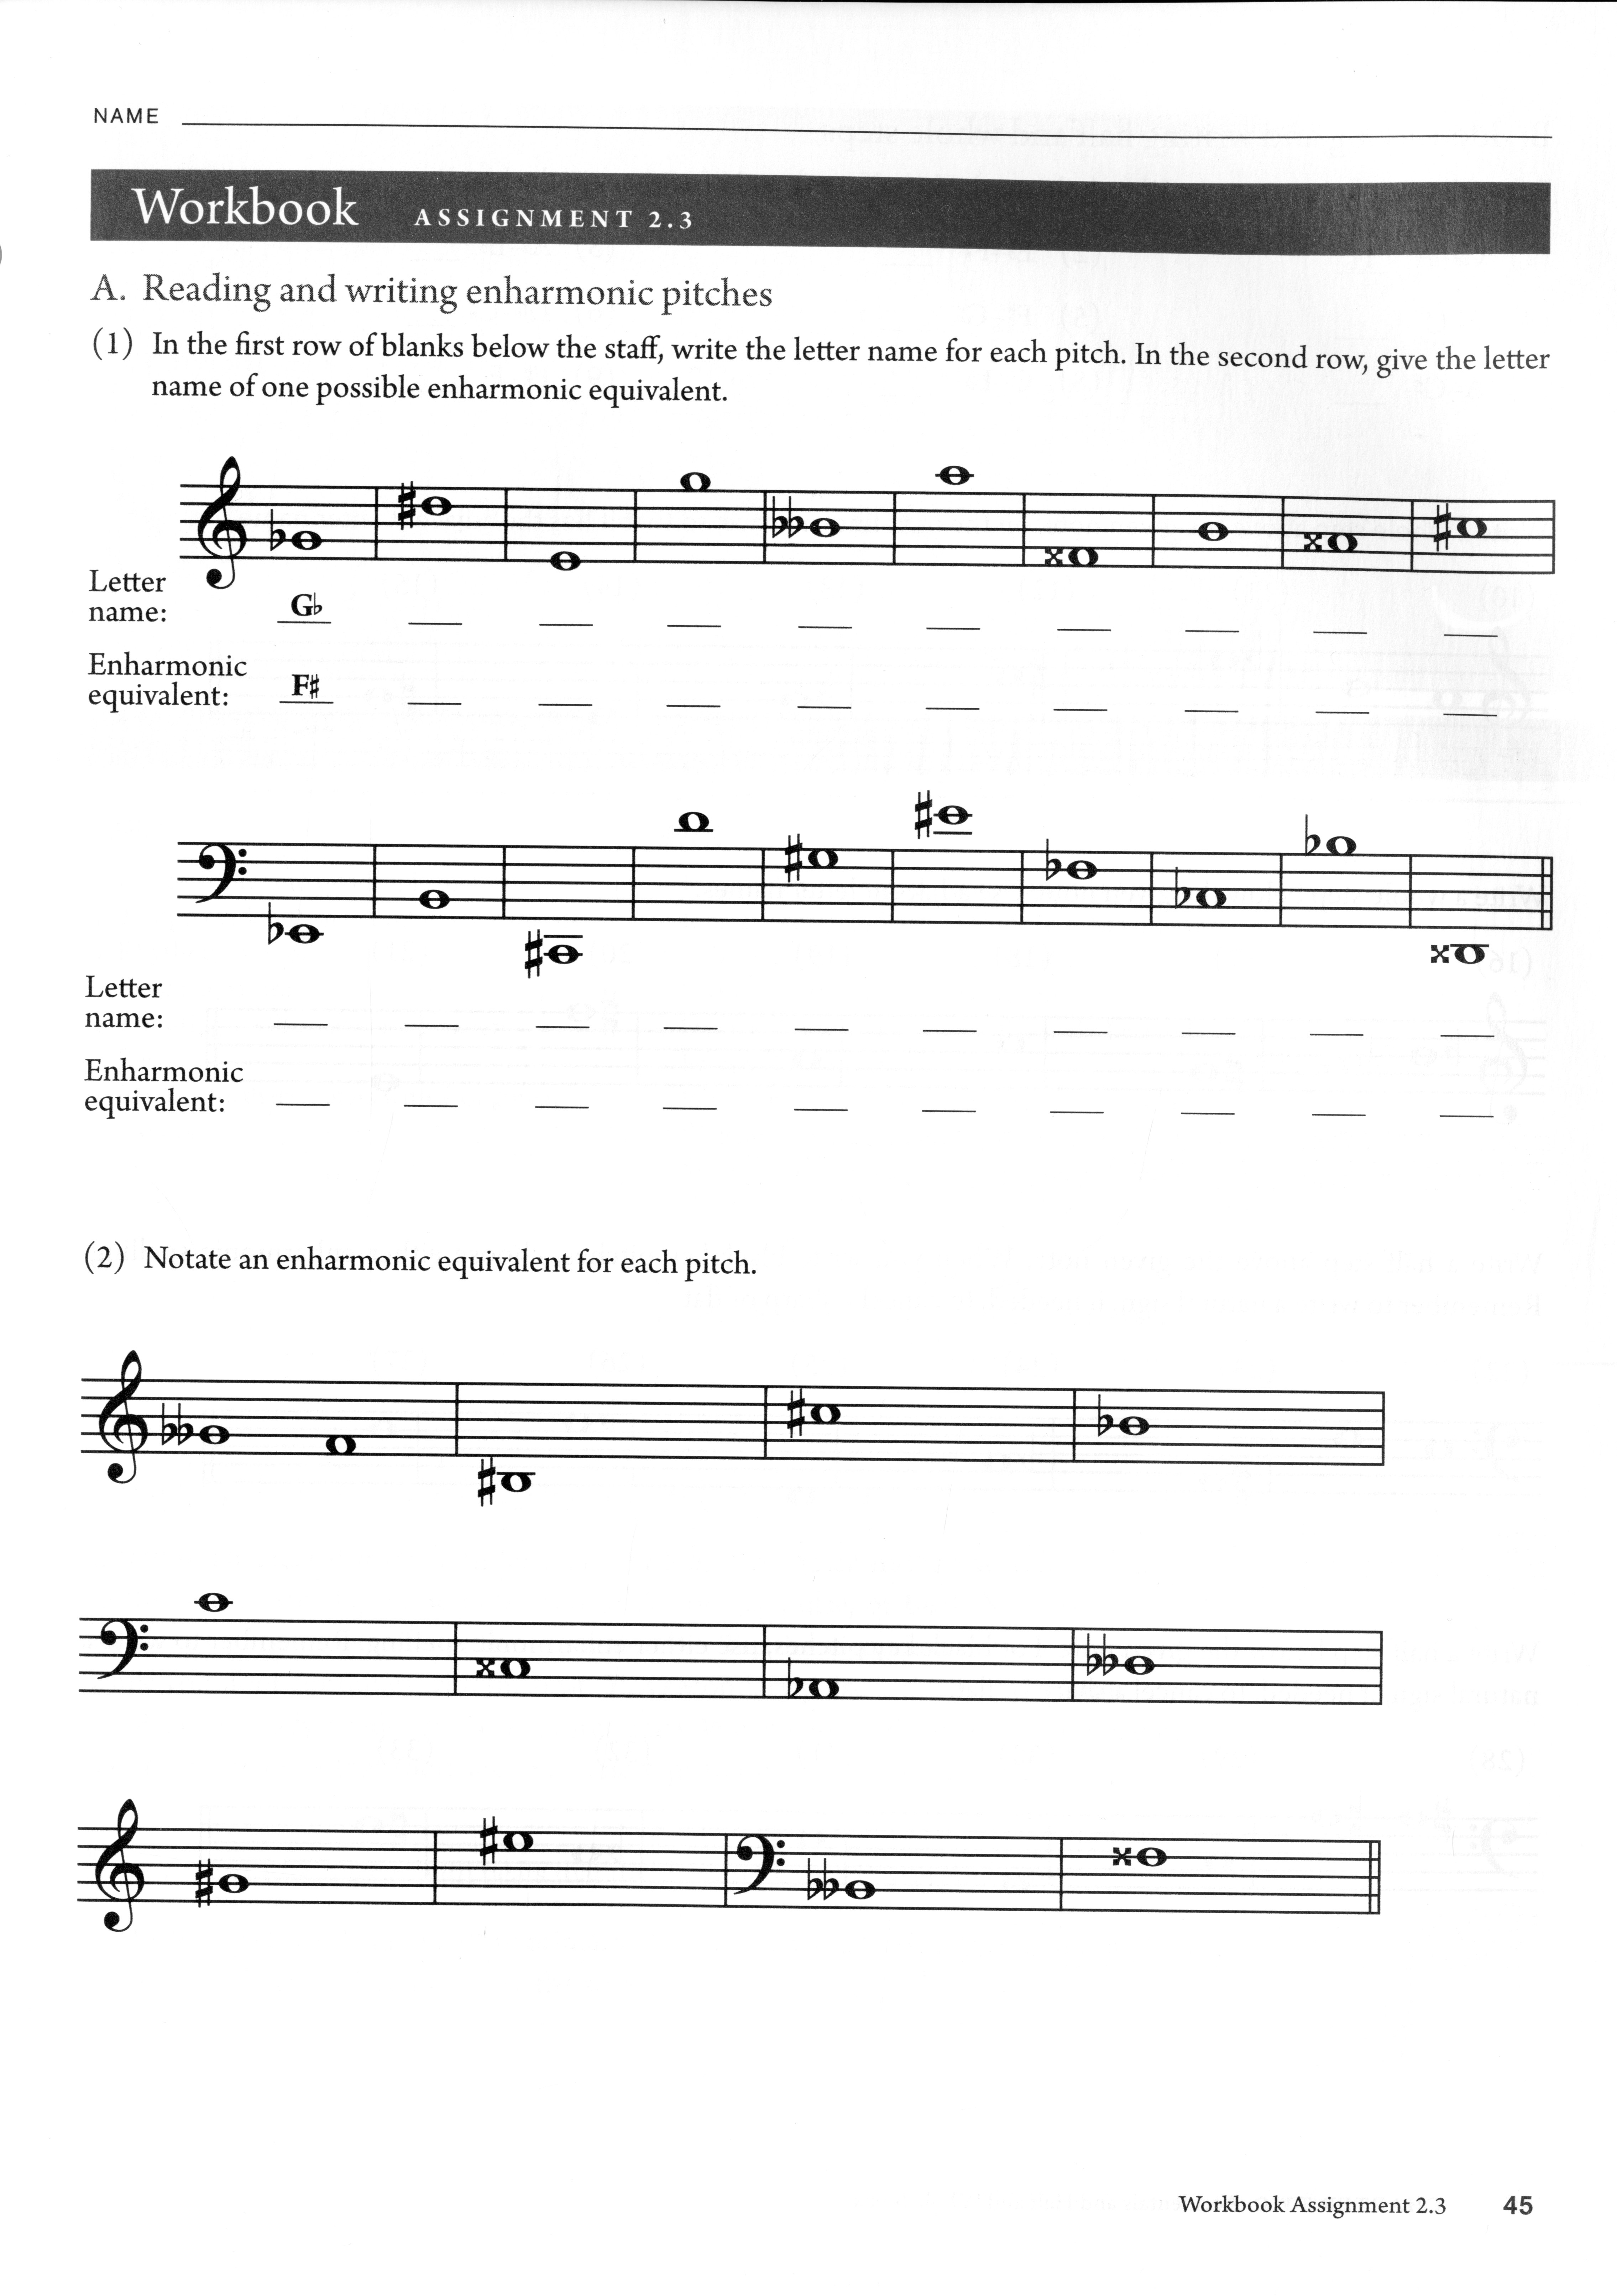 NAME
Workbook ASSIGNMENT 2.3
A. Reading and writing enharmonic pitches
(1) In the first row of blanks below the staff, write the letter name for each pitch. In the second row, give the letter
name of one possible enharmonic equivalent.
Letter
name: G♭
Enharmonic
equivalent: F♯
Letter
name:
Enharmonic
equivalent:
(2) Notate an enharmonic equivalent for each pitch.
Workbook Assignment 2.3 45